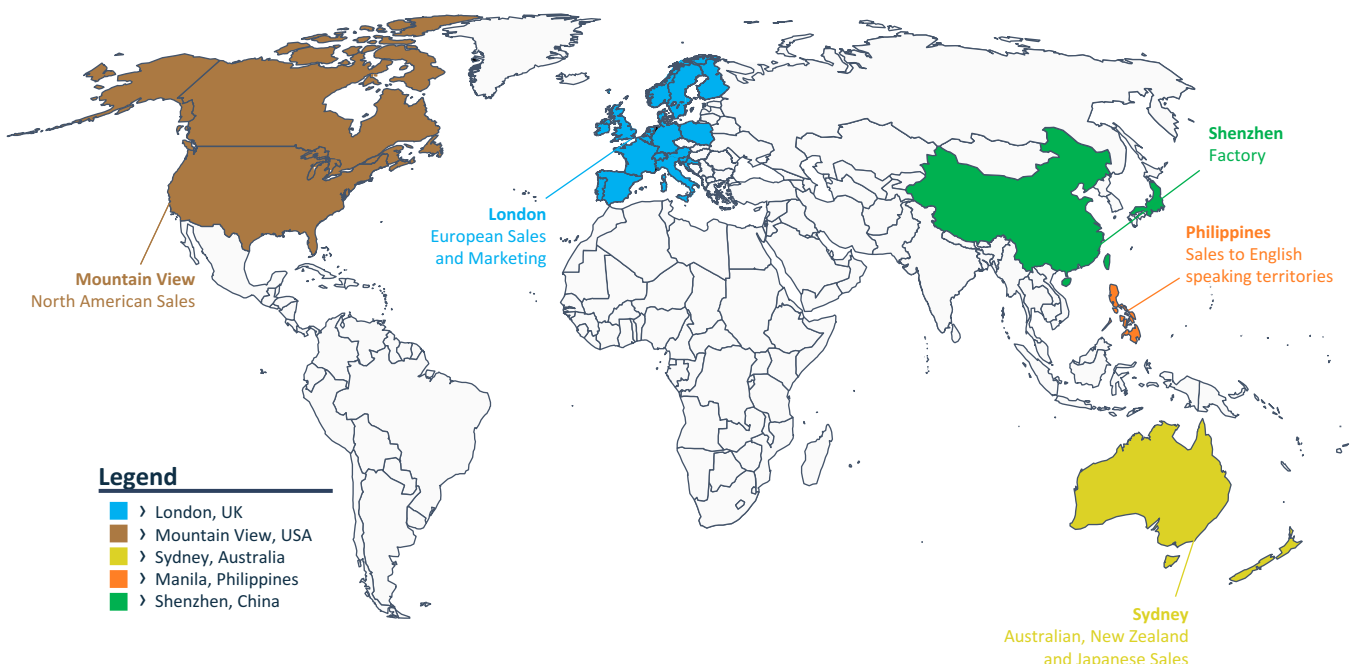 Shenzhen
Factory
London
European Sales
and Marketing
Philippines
Sales to English
speaking territories
Mountain View
North American Sales
Legend
› London, UK
› Mountain View, USA
› Sydney, Australia
› Manila, Philippines
› Shenzhen, China
Sydney
Australian, New Zealand
and Japanese Sales